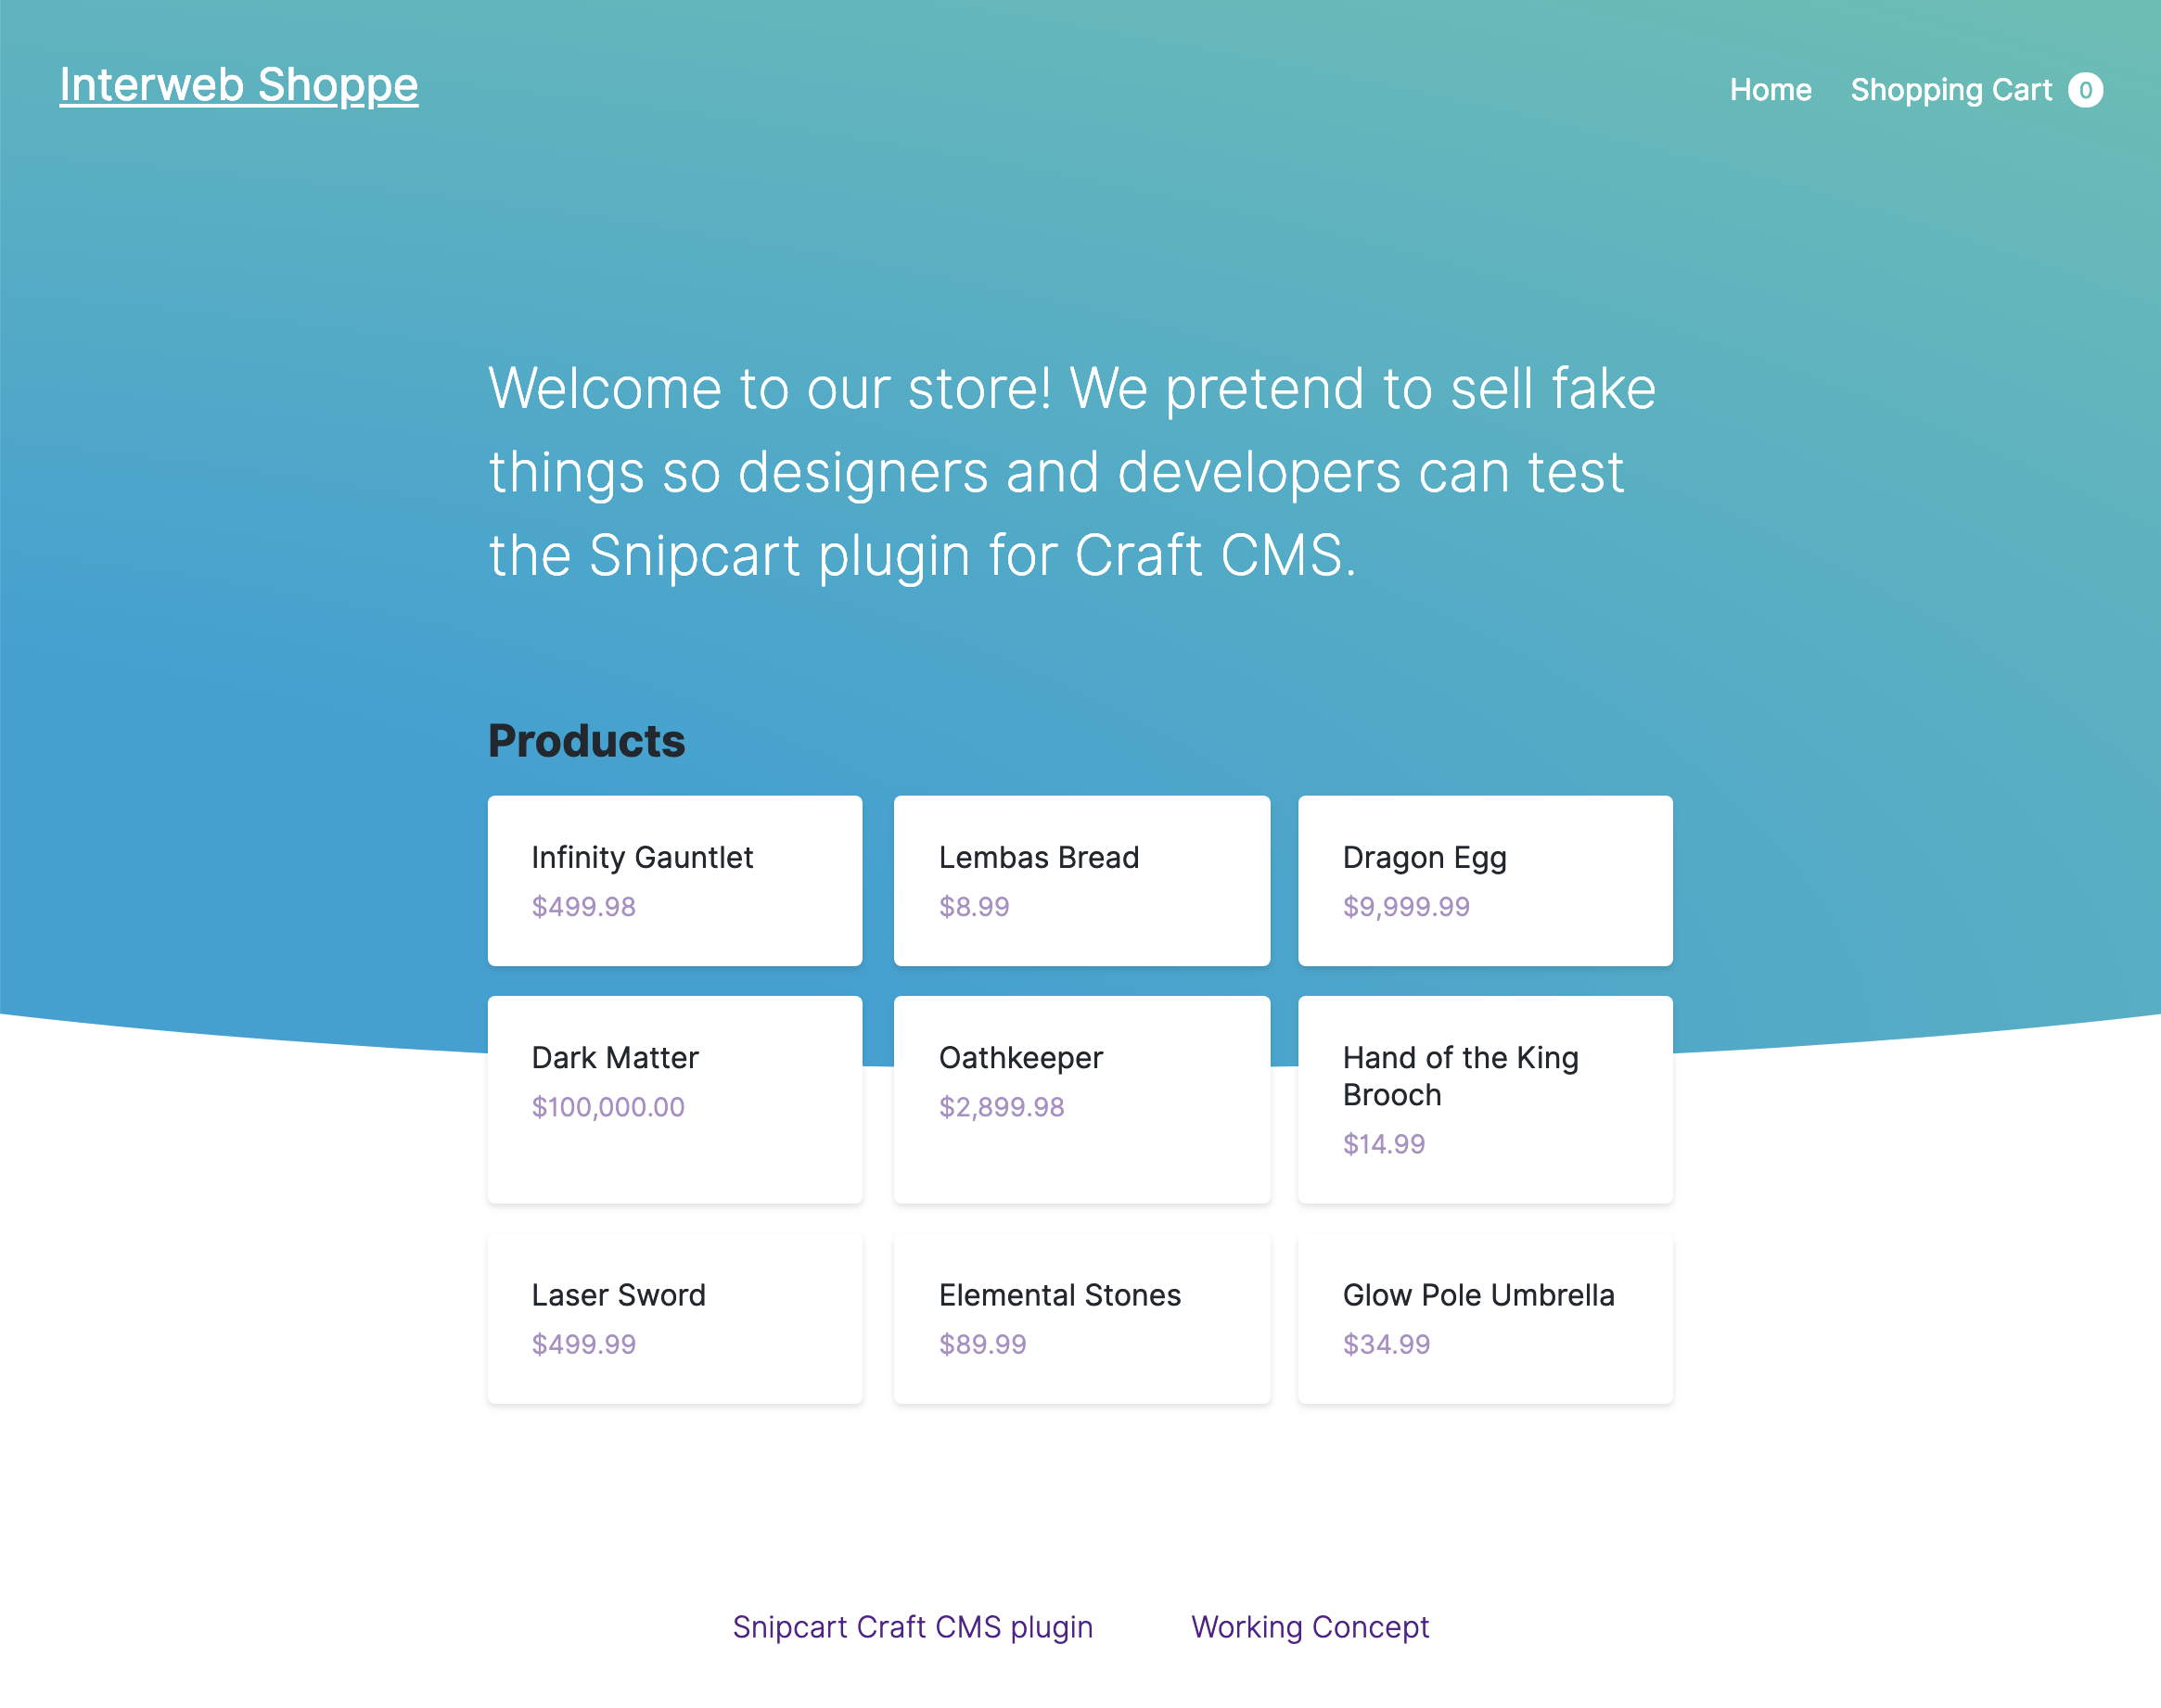 Interweb Shoppe
Home
Shopping Cart 0
Welcome to our store! We pretend to sell fake
things so designers and developers can test
the Snipcart plugin for Craft CMS.
Products
Infinity Gauntlet
$499.98
Lembas Bread
$8.99
Dragon Egg
$9,999.99
Dark Matter
$100,000.00
Oathkeeper
$2,899.98
Hand of the King
Brooch
$14.99
Laser Sword
$499.99
Elemental Stones
$89.99
Glow Pole Umbrella
$34.99
Snipcart Craft CMS plugin
Working Concept